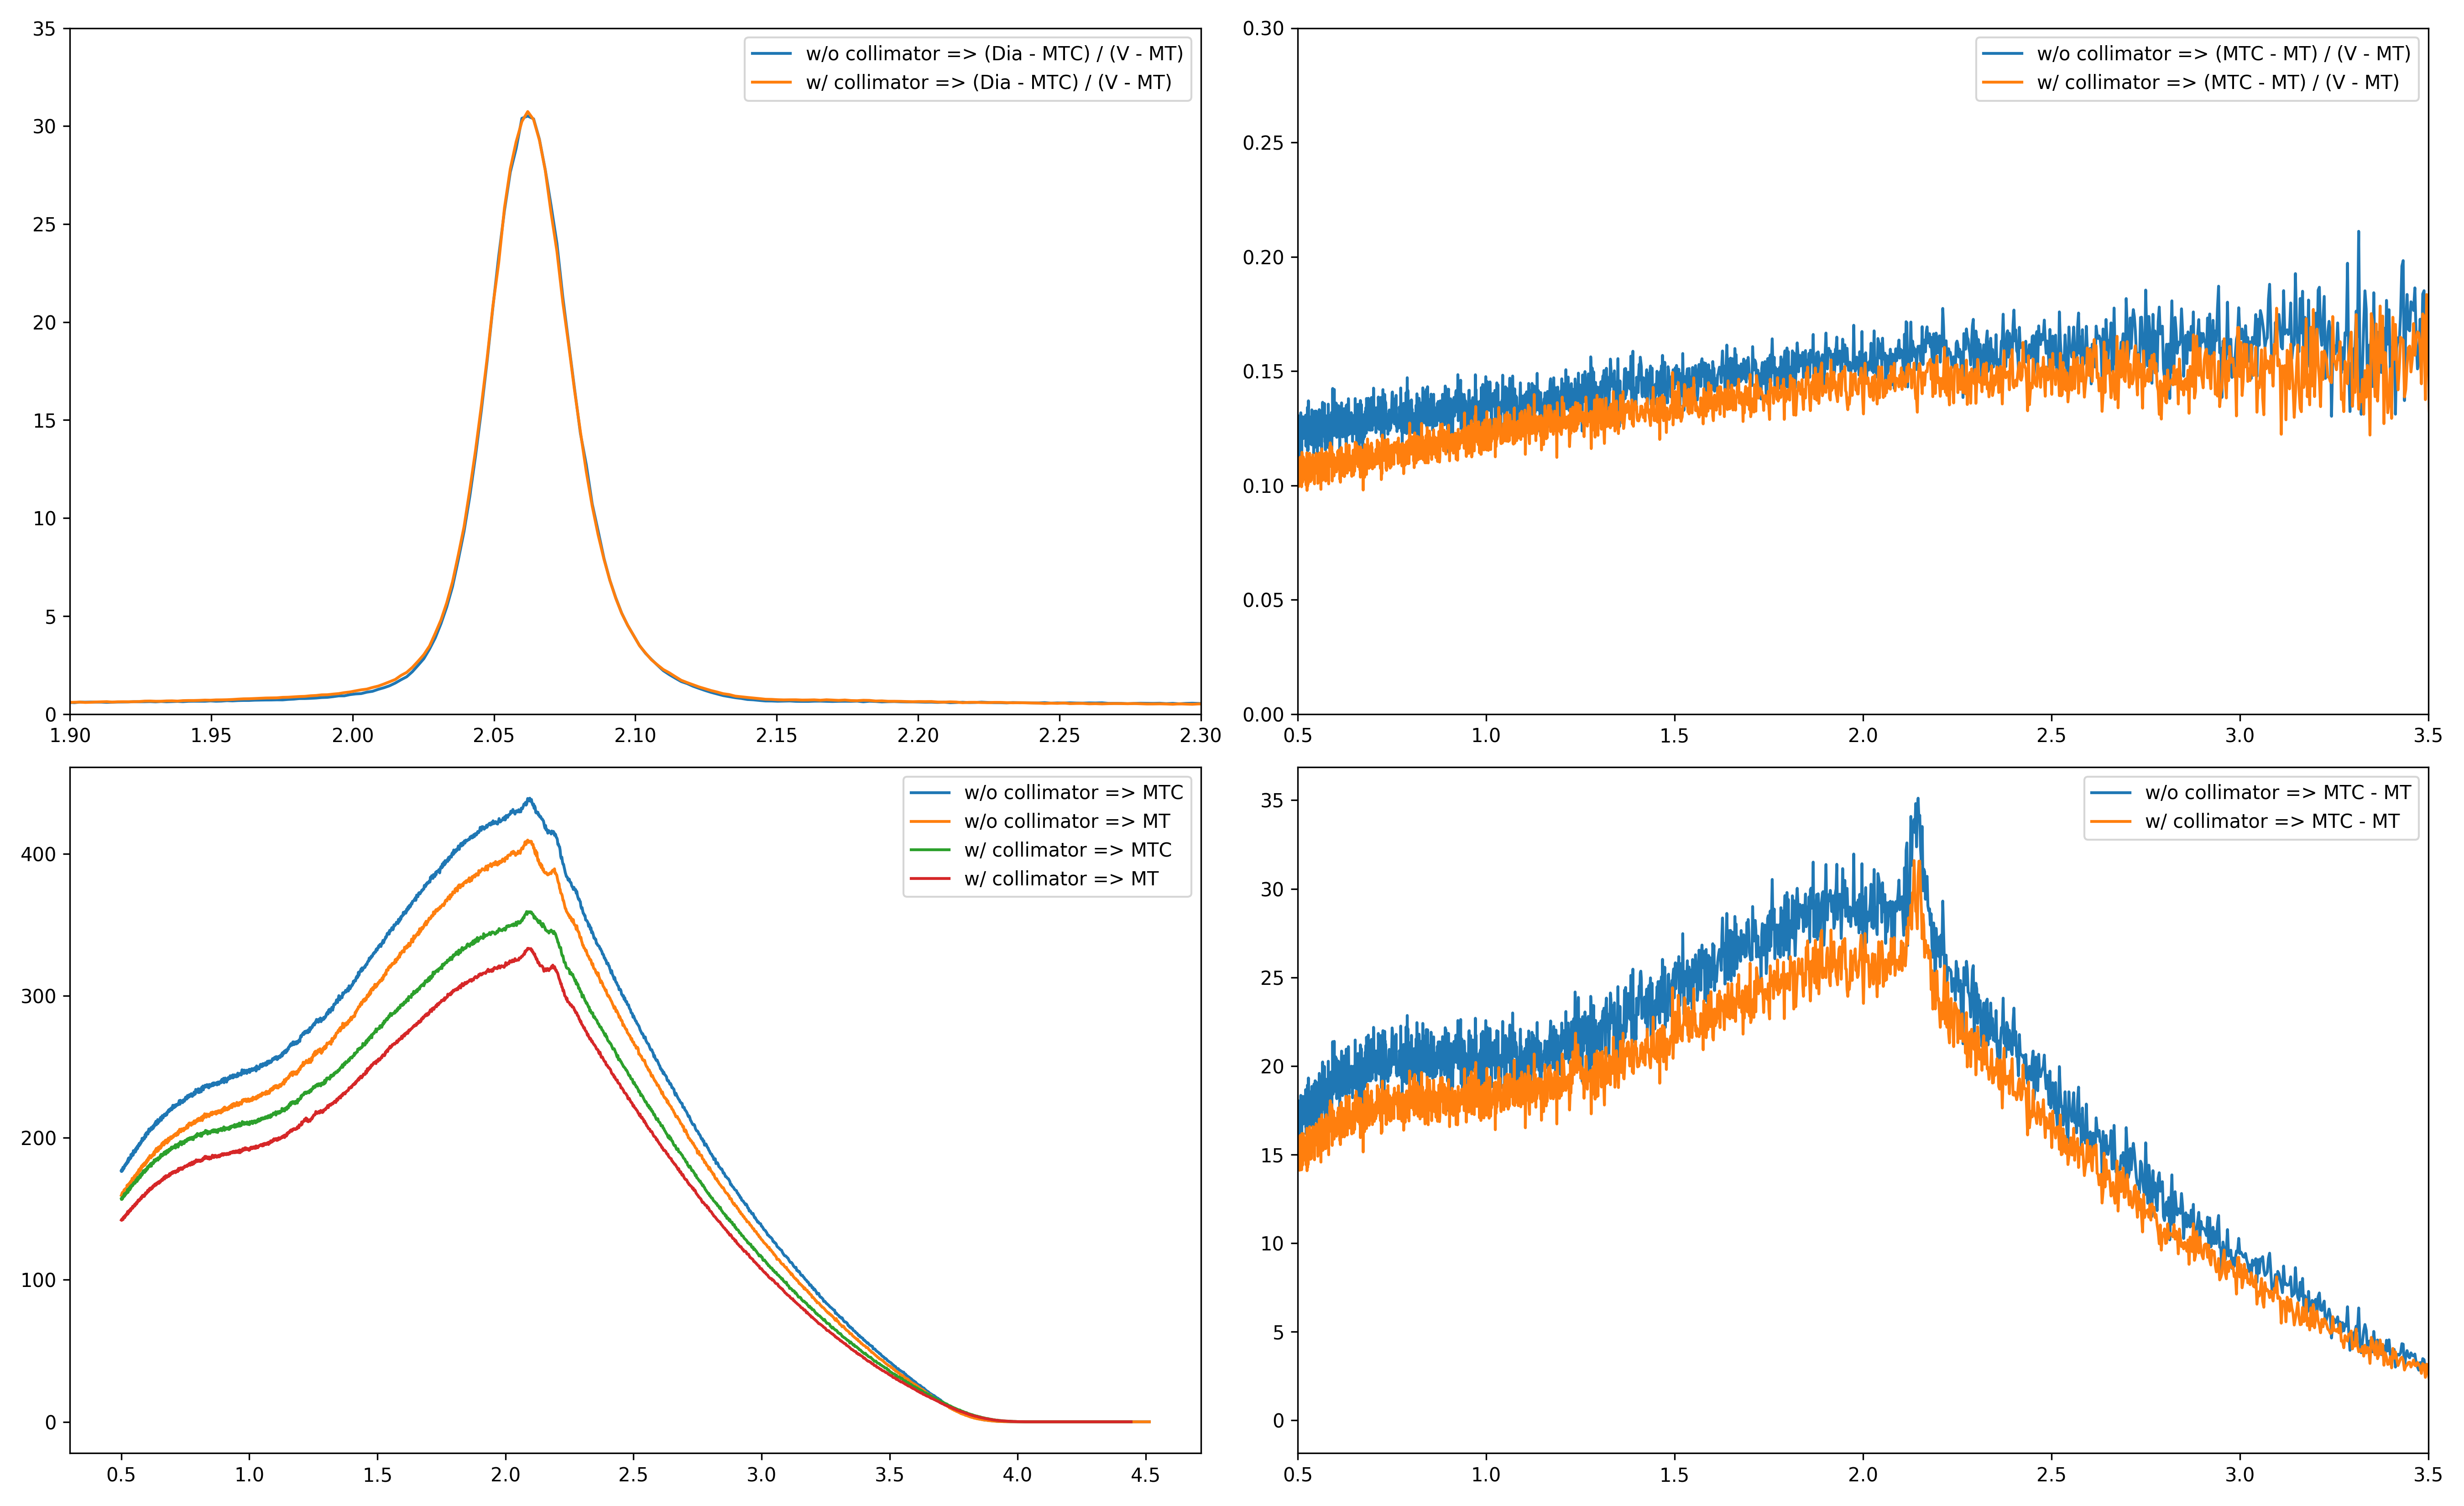 35
30
25
20
15
10
5
0
w/o collimator => (Dia - MTC) / (V - MT)
w/ collimator => (Dia - MTC) / (V - MT)
1.90 1.95 2.00 2.05 2.10 2.15 2.20 2.25 2.30
0.30
0.25
0.20
0.15
0.10
0.05
0.00
w/o collimator => (MTC - MT) / (V - MT)
w/ collimator => (MTC - MT) / (V - MT)
0.5 1.0 1.5 2.0 2.5 3.0 3.5
400
300
200
100
0
w/o collimator => MTC
w/o collimator => MT
w/ collimator => MTC
w/ collimator => MT
0.5 1.0 1.5 2.0 2.5 3.0 3.5 4.0 4.5
35
30
25
20
15
10
5
0
w/o collimator => MTC - MT
w/ collimator => MTC - MT
0.5 1.0 1.5 2.0 2.5 3.0 3.5